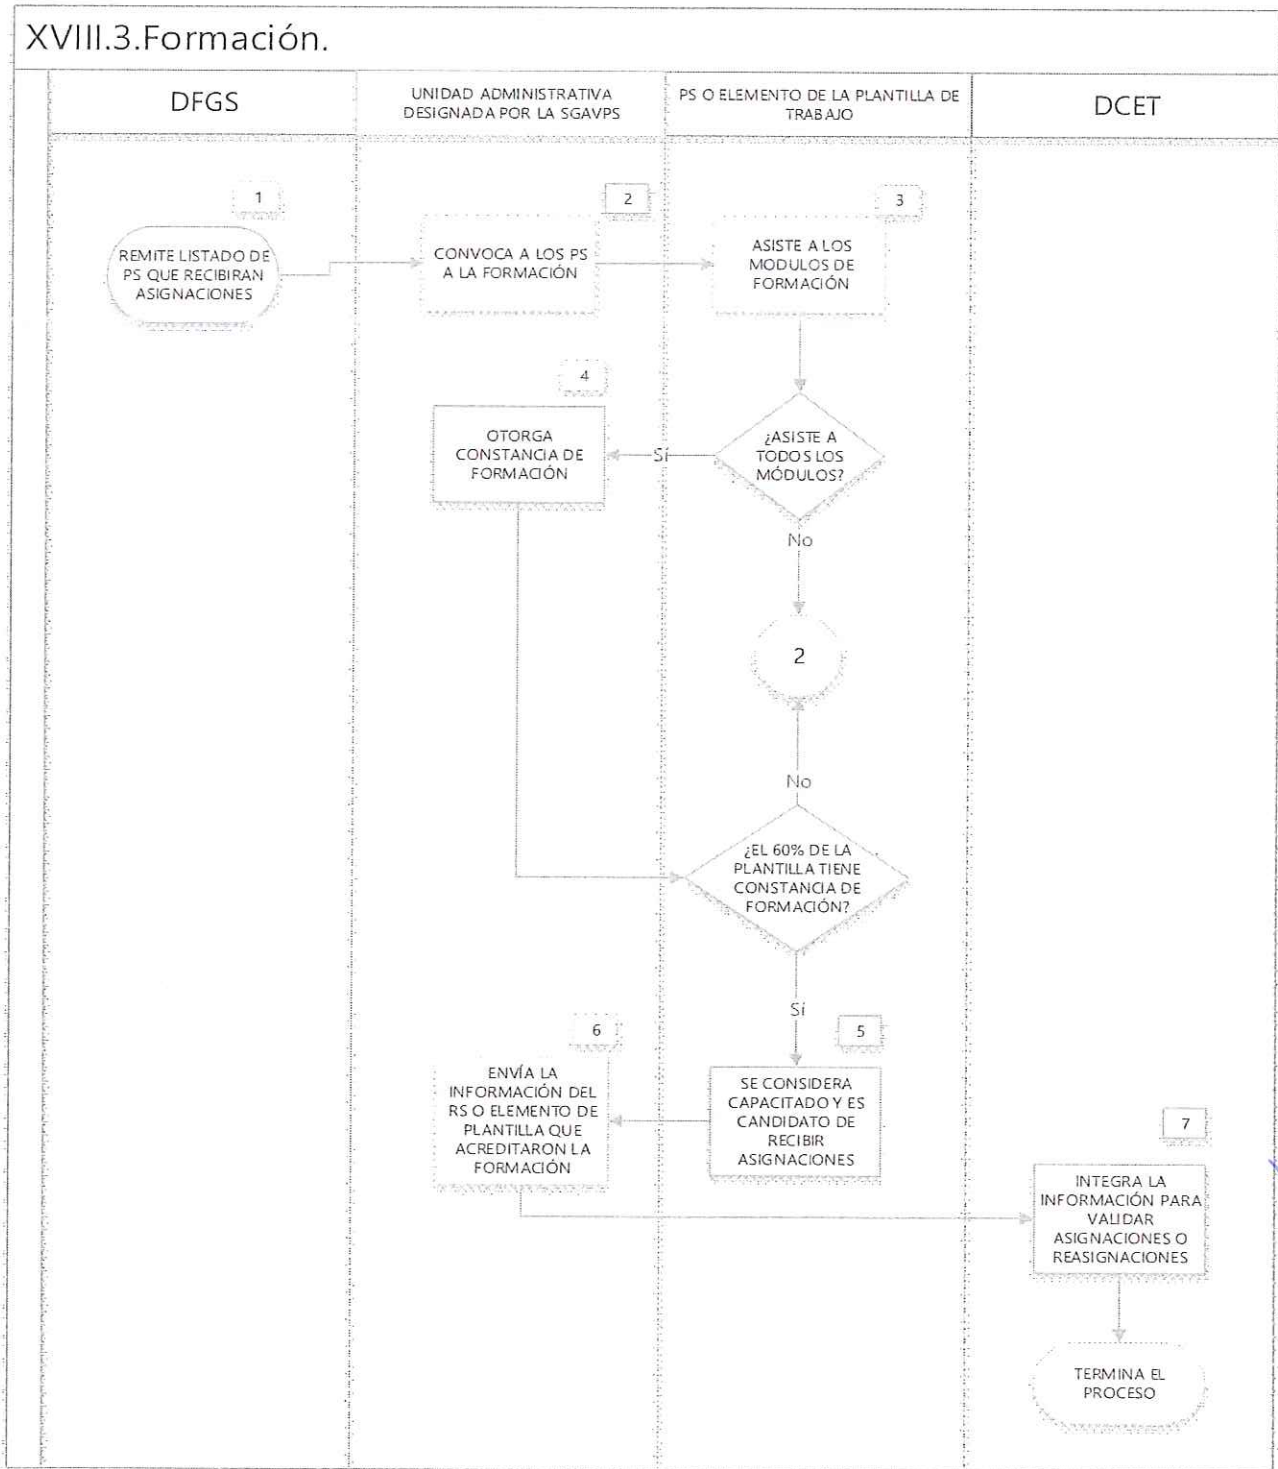 XVIII.3.Formación.
DFGS
UNIDAD ADMINISTRATIVA
DESIGNADA POR LA SGAVPS
PS O ELEMENTO DE LA PLANTILLA DE
TRABAJO
DCET
1
REMITE LISTADO DE
PS QUE RECIBIRAN
ASIGNACIONES
2
CONVOCA A LOS PS
A LA FORMACIÓN
3
ASISTE A LOS
MODULOS DE
FORMACIÓN
4
OTORGA
CONSTANCIA DE
FORMACIÓN
Sí
¿ASISTE A
TODOS LOS
MÓDULOS?
No
2
No
¿EL 60% DE LA
PLANTILLA TIENE
CONSTANCIA DE
FORMACIÓN?
Sí
5
SE CONSIDERA
CAPACITADO Y ES
CANDIDATO DE
RECIBIR
ASIGNACIONES
6
ENVÍA LA
INFORMACIÓN DEL
RS O ELEMENTO DE
PLANTILLA QUE
ACREDITARON LA
FORMACIÓN
7
INTEGRA LA
INFORMACIÓN PARA
VALIDAR
ASIGNACIONES O
REASIGNACIONES
TERMINA EL
PROCESO